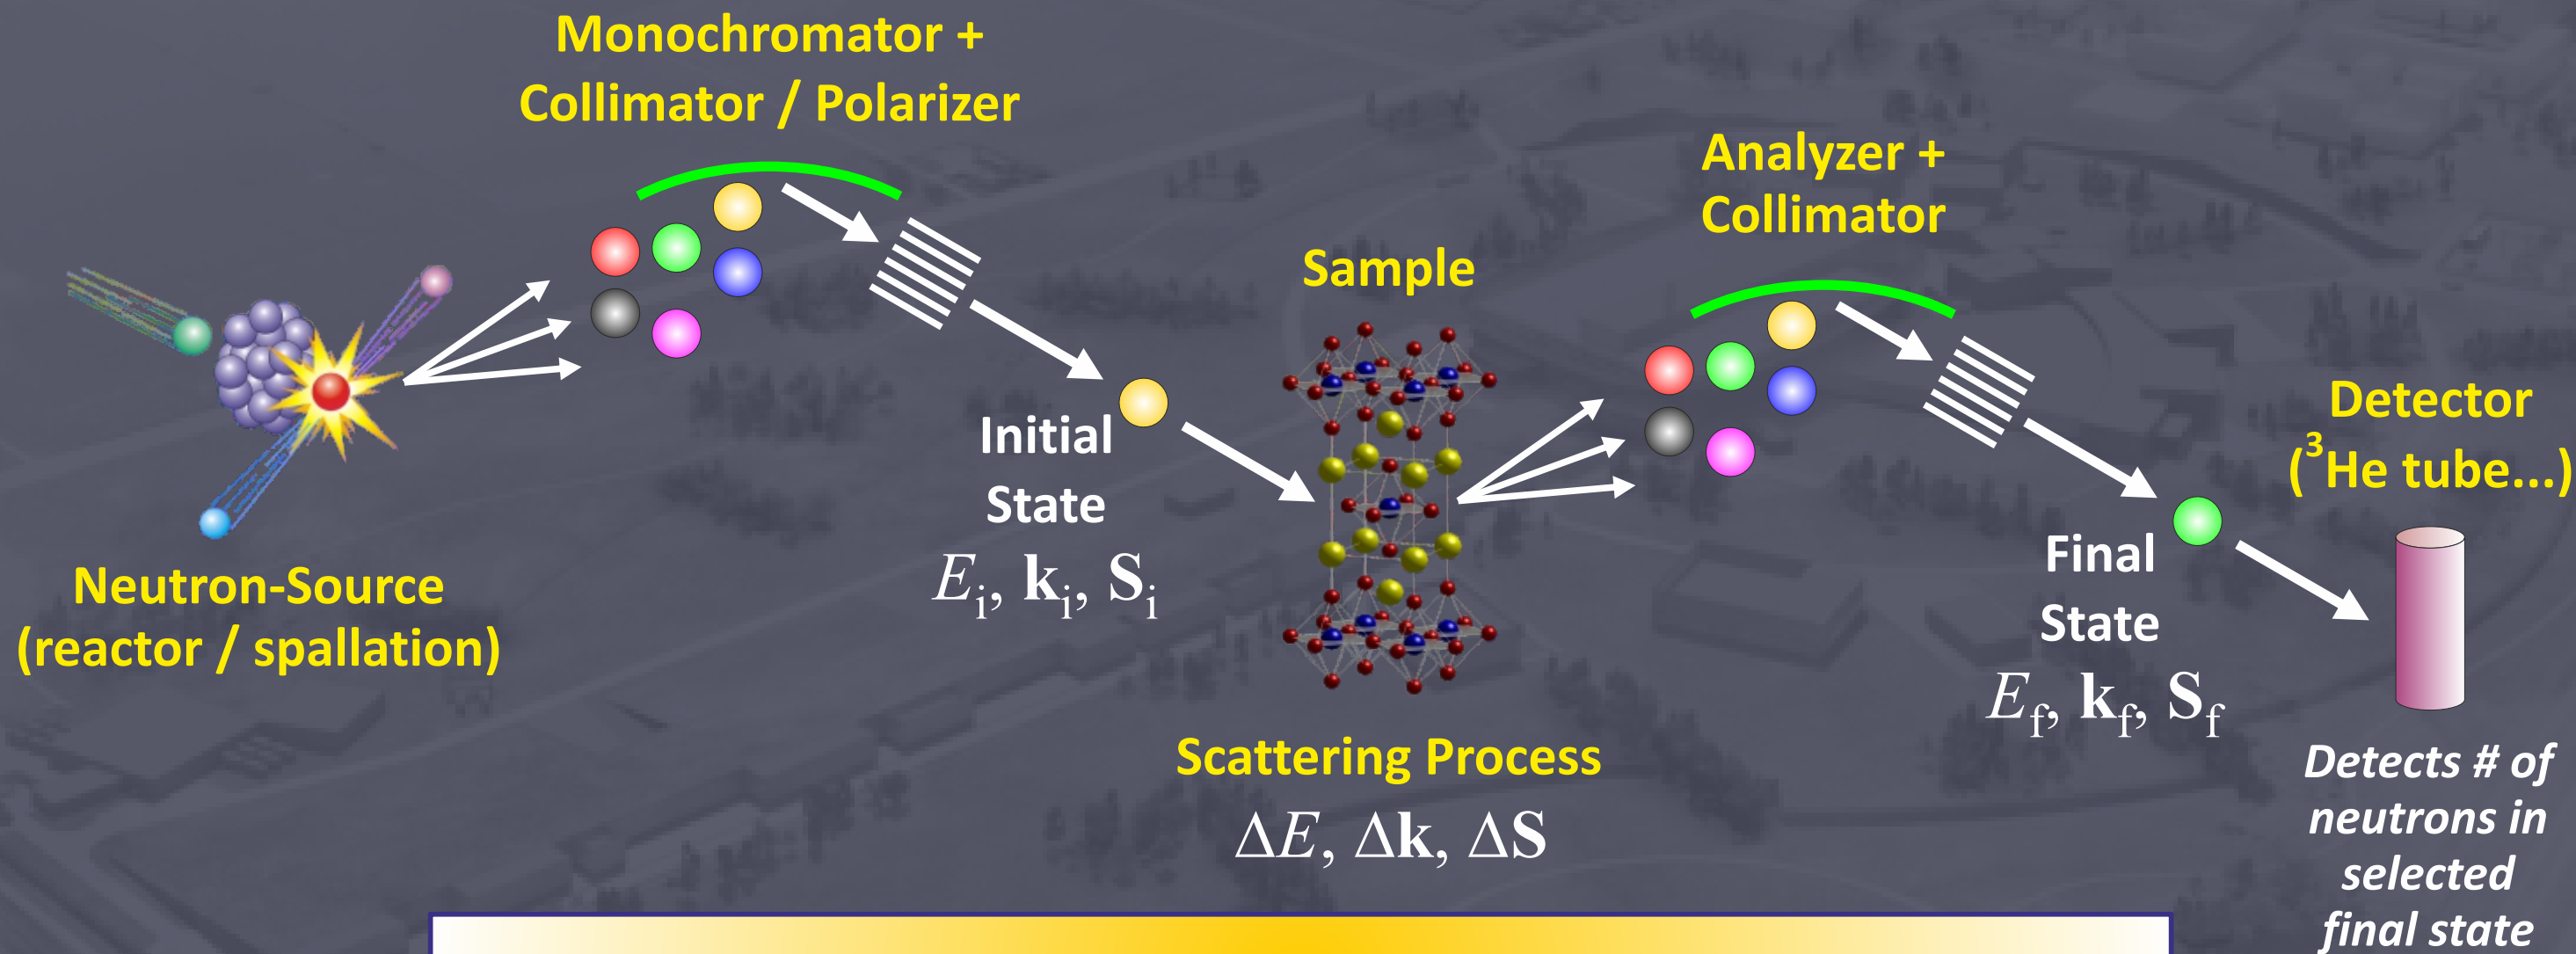 Monochromator +
Collimator / Polarizer
Analyzer +
Collimator
Sample
Detector
(³He tube...)
Initial
State
Eᵢ, kᵢ, Sᵢ
Final
State
E_f, k_f, S_f
Neutron-Source
(reactor / spallation)
Scattering Process
ΔE, Δk, ΔS
Detects # of
neutrons in
selected
final state